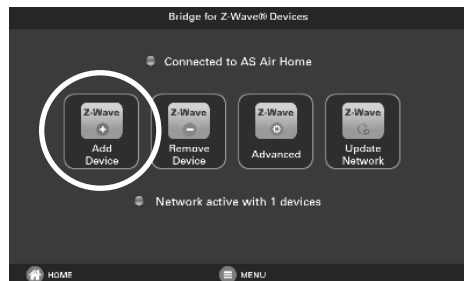 Bridge for Z-Wave® Devices
Connected to AS Air Home
Z-Wave Z-Wave Z-Wave Z-Wave
Add Device Remove Device Advanced Update Network
Network active with 1 devices
HOME MENU